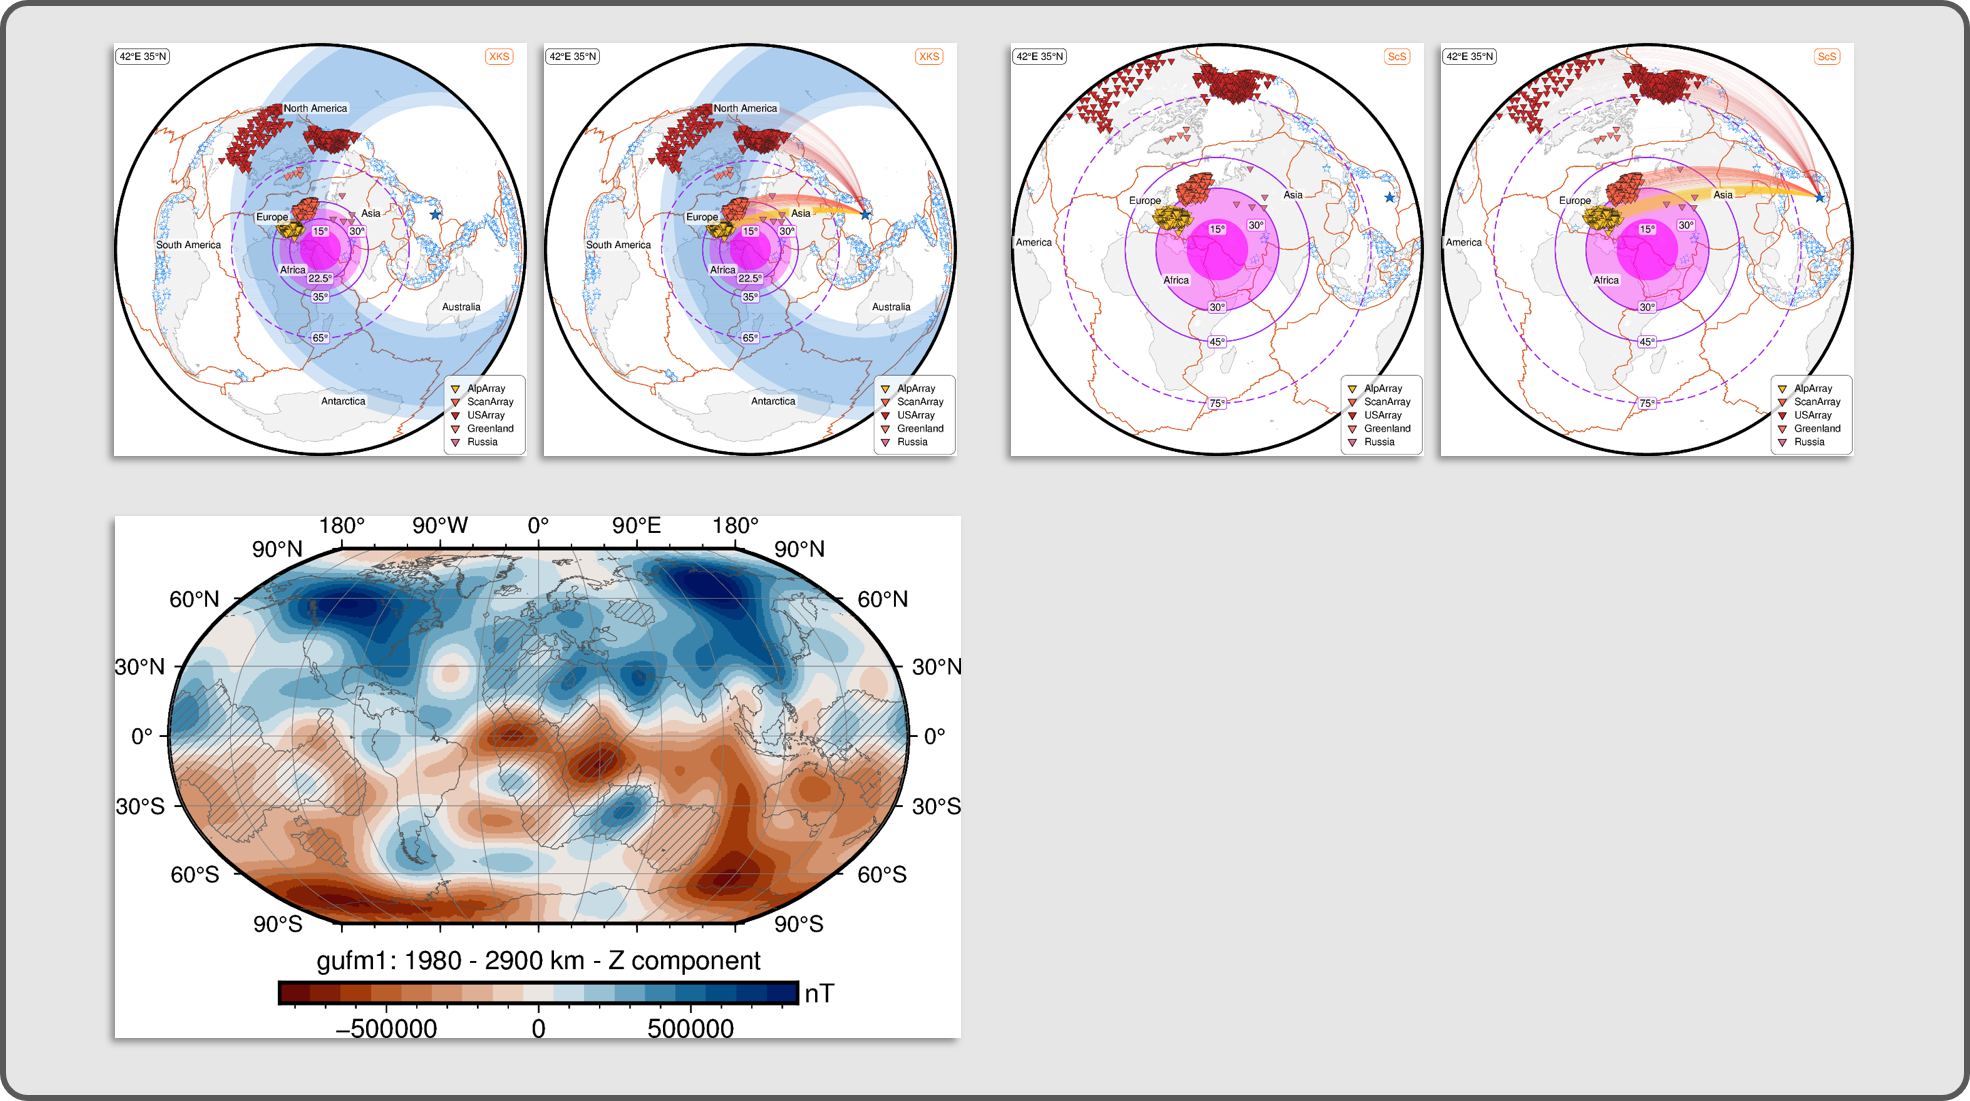 42°E 35°N
XKS
North America
Europe
Asia
15°
30°
South America
Africa
22.5°
35°
Australia
65°
Antarctica
AlpArray
ScanArray
USArray
Greenland
Russia
42°E 35°N
XKS
North America
Europe
Asia
15°
30°
South America
Africa
22.5°
35°
Australia
65°
Antarctica
AlpArray
ScanArray
USArray
Greenland
Russia
42°E 35°N
ScS
Asia
Europe
15°
30°
America
Africa
30°
45°
75°
AlpArray
ScanArray
USArray
Greenland
Russia
42°E 35°N
ScS
Asia
Europe
15°
30°
America
Africa
30°
45°
75°
AlpArray
ScanArray
USArray
Greenland
Russia
180° 90°W 0° 90°E 180°
90°N 90°N
60°N 60°N
30°N 30°N
0° 0°
30°S 30°S
60°S 60°S
90°S 90°S
gufm1: 1980 - 2900 km - Z component
nT
−500000 0 500000